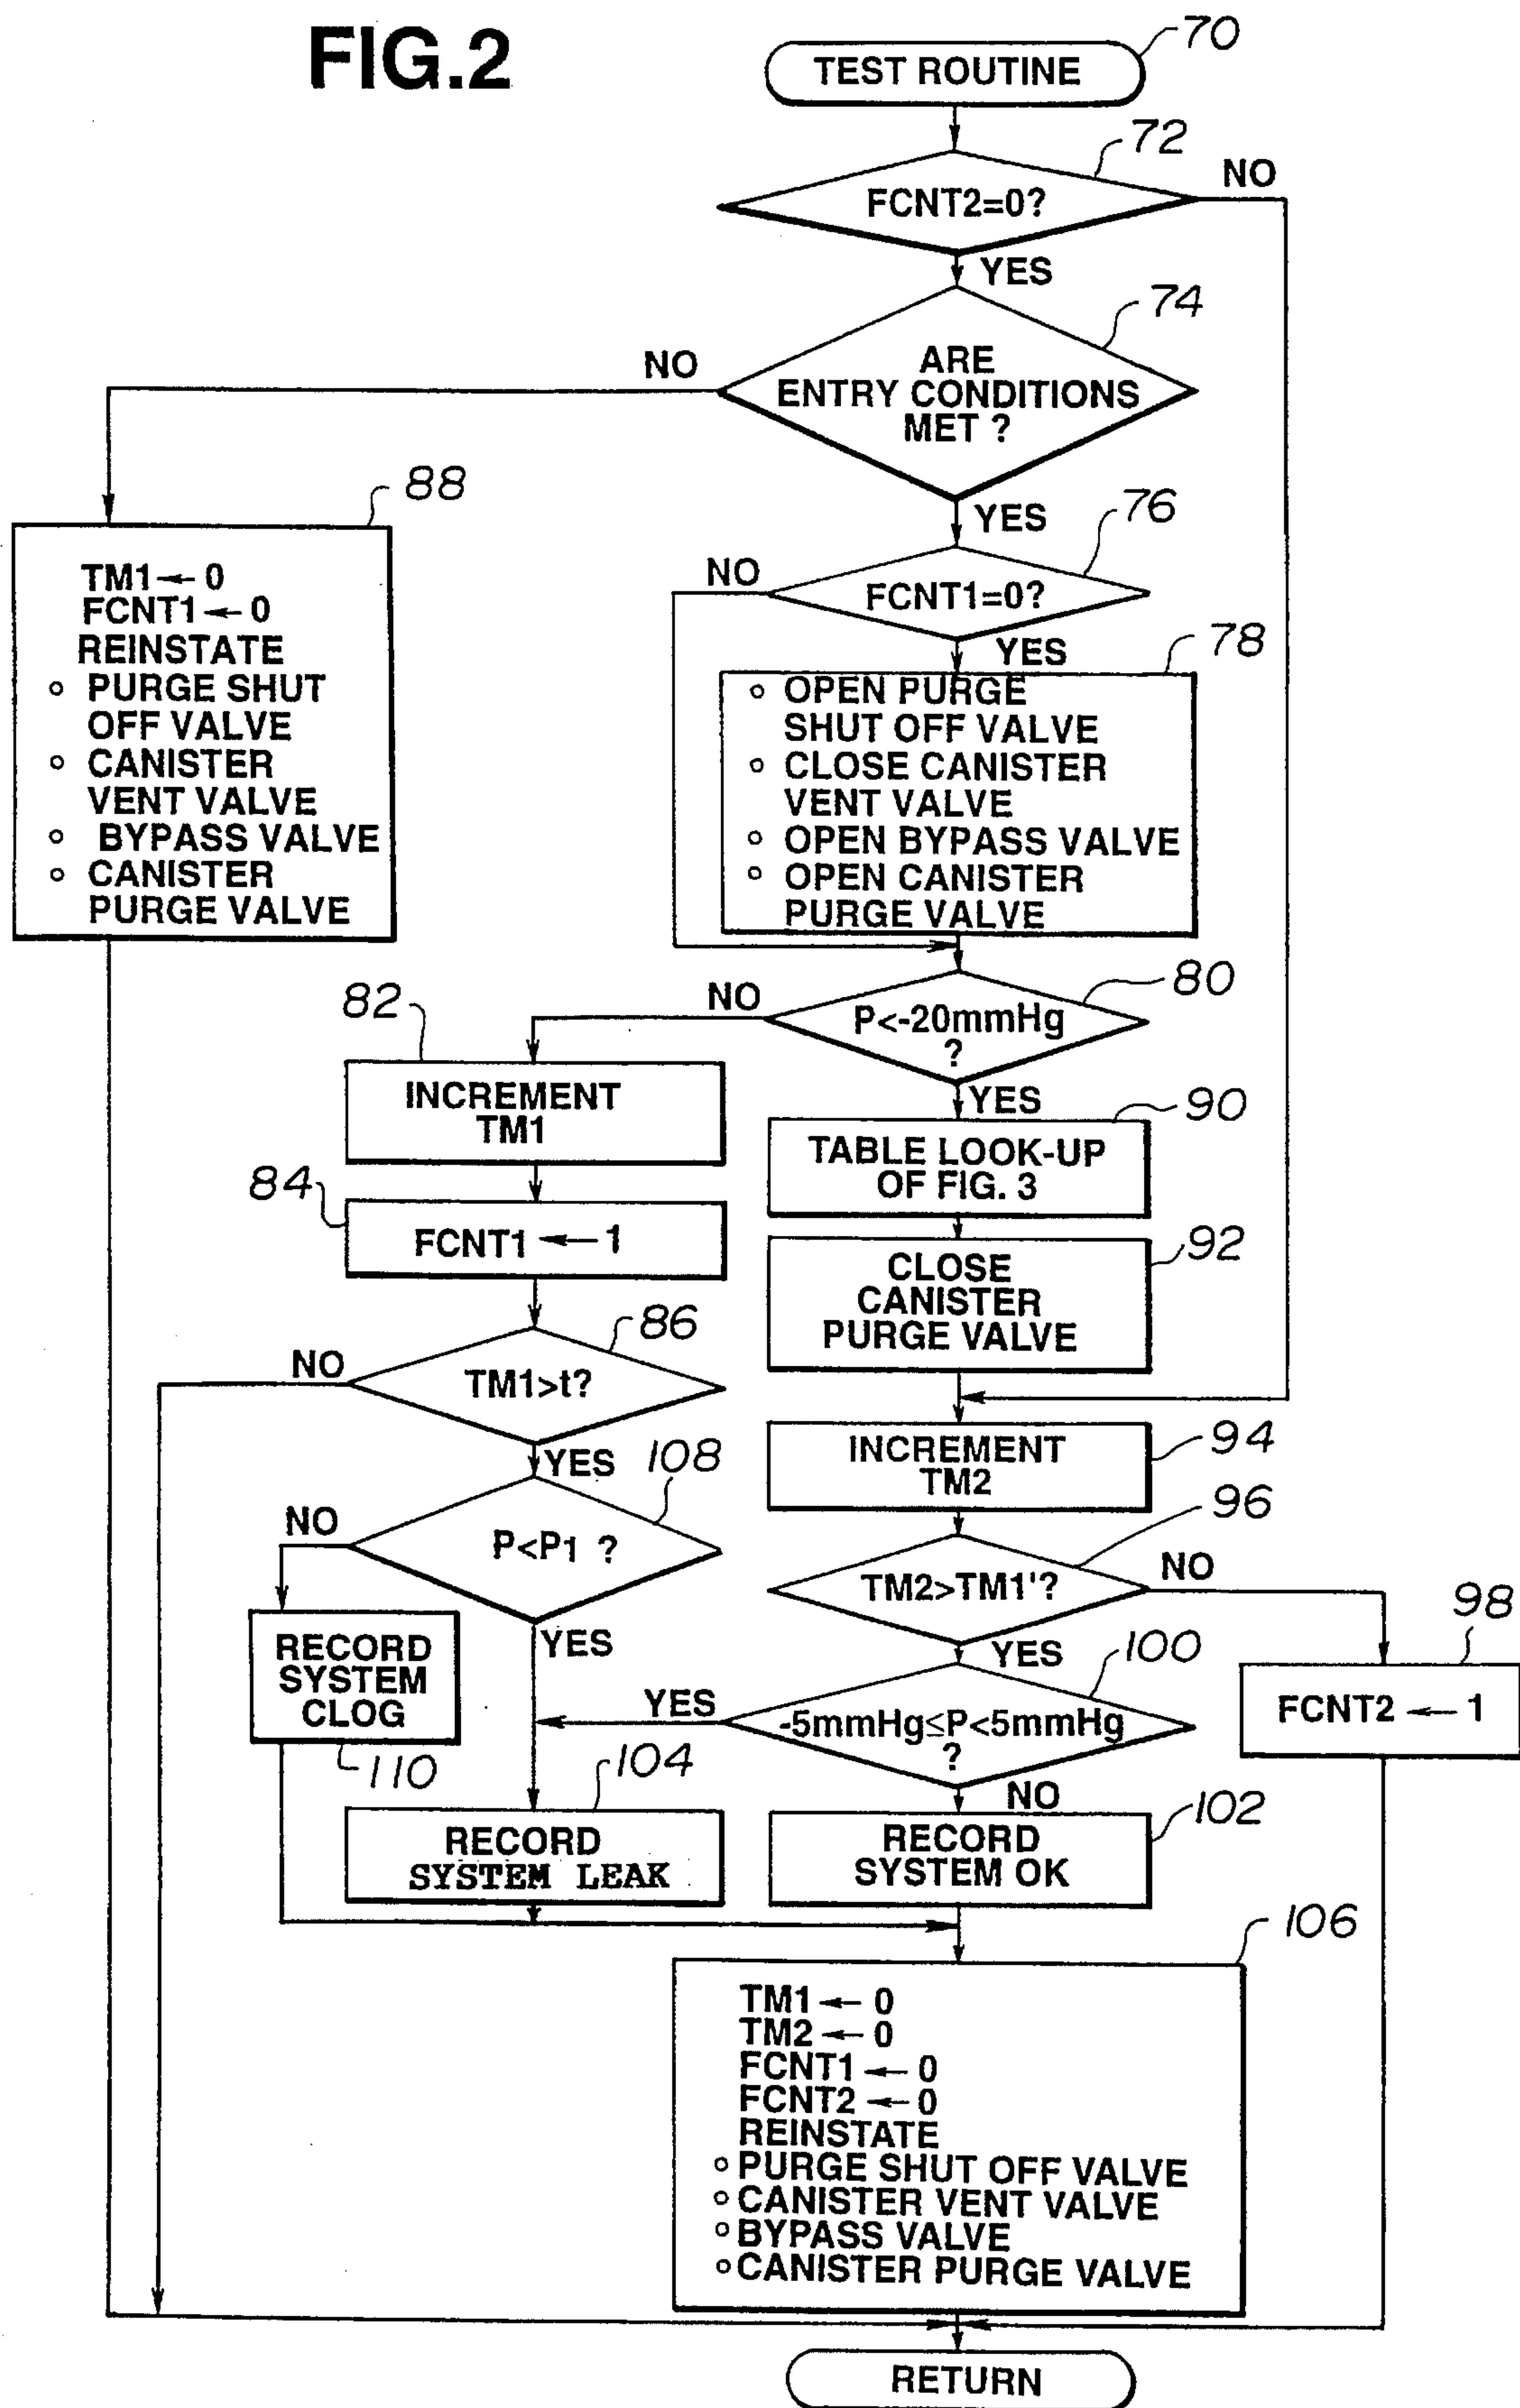 FIG.2
TEST ROUTINE
70
72
FCNT2=0?
NO
YES
74
ARE
ENTRY CONDITIONS
MET ?
NO
YES
88
TM1←0
FCNT1←0
REINSTATE
○ PURGE SHUT
OFF VALVE
○ CANISTER
VENT VALVE
○ BYPASS VALVE
○ CANISTER
PURGE VALVE
76
FCNT1=0?
NO
YES
78
○ OPEN PURGE
SHUT OFF VALVE
○ CLOSE CANISTER
VENT VALVE
○ OPEN BYPASS VALVE
○ OPEN CANISTER
PURGE VALVE
80
P<-20mmHg
?
NO
YES
82
INCREMENT
TM1
84
FCNT1 ← 1
90
TABLE LOOK-UP
OF FIG. 3
92
CLOSE
CANISTER
PURGE VALVE
86
TM1>t?
NO
YES
94
INCREMENT
TM2
108
P<P1 ?
NO
YES
96
TM2>TM1'?
NO
YES
98
FCNT2 ← 1
RECORD
SYSTEM
CLOG
110
100
-5mmHg≤P<5mmHg
?
YES
NO
104
RECORD
SYSTEM LEAK
102
RECORD
SYSTEM OK
106
TM1← 0
TM2← 0
FCNT1 ← 0
FCNT2 ← 0
REINSTATE
○ PURGE SHUT OFF VALVE
○ CANISTER VENT VALVE
○ BYPASS VALVE
○ CANISTER PURGE VALVE
RETURN